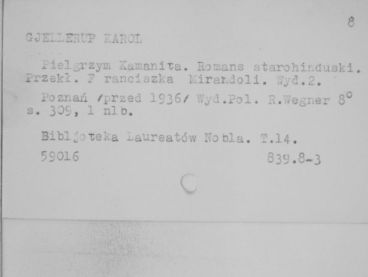 8
GJELLERUP KAROL
Pielgrzym Kamanita. Romans starohinduski.
Przekł. F ranciszka Mirandoli. Wyd.2.
Poznań /przed 1936/ Wyd.Pol. R.Wegner 8°
s. 309, 1 nlb.
Biblioteka Laureatów Nobla. T.14.
59016 839.8-3